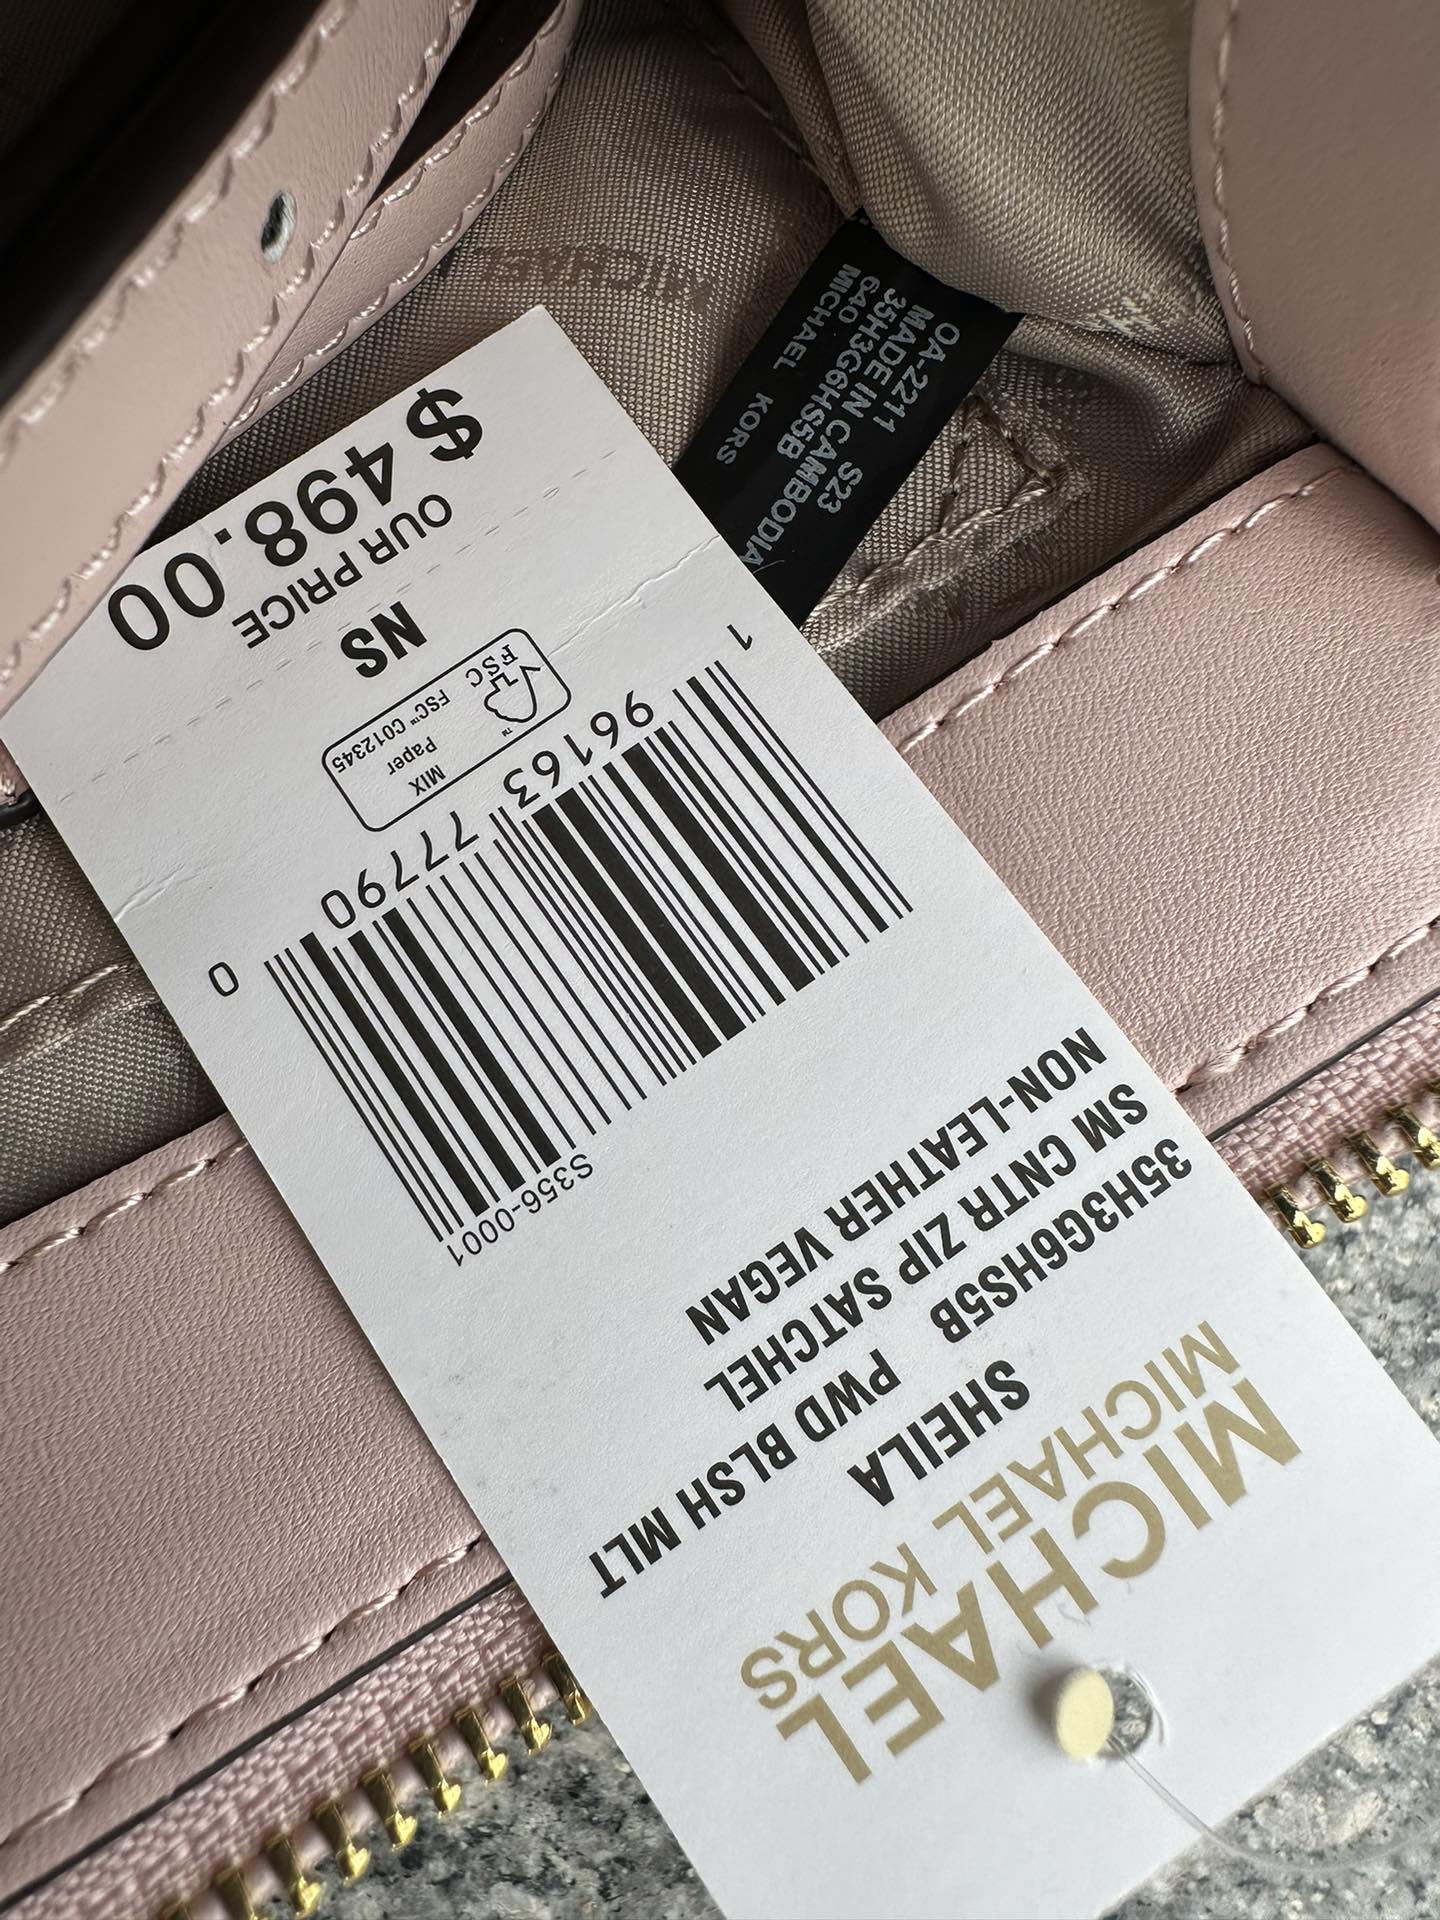 MICHAEL
MICHAEL KORS
SHEILA
35H3G6HS5B PWD BLSH MLT
SM CNTR ZIP SATCHEL
NON-LEATHER VEGAN
S356-0001
1 96163 77790 0
FSC
MIX
Paper
FSC™ C012345
NS
OUR PRICE
$498.00
MICHAEL KORS
640
35H3G6HS5B
MADE IN CAMBODIA
OA-2211 S23
MICHAEL